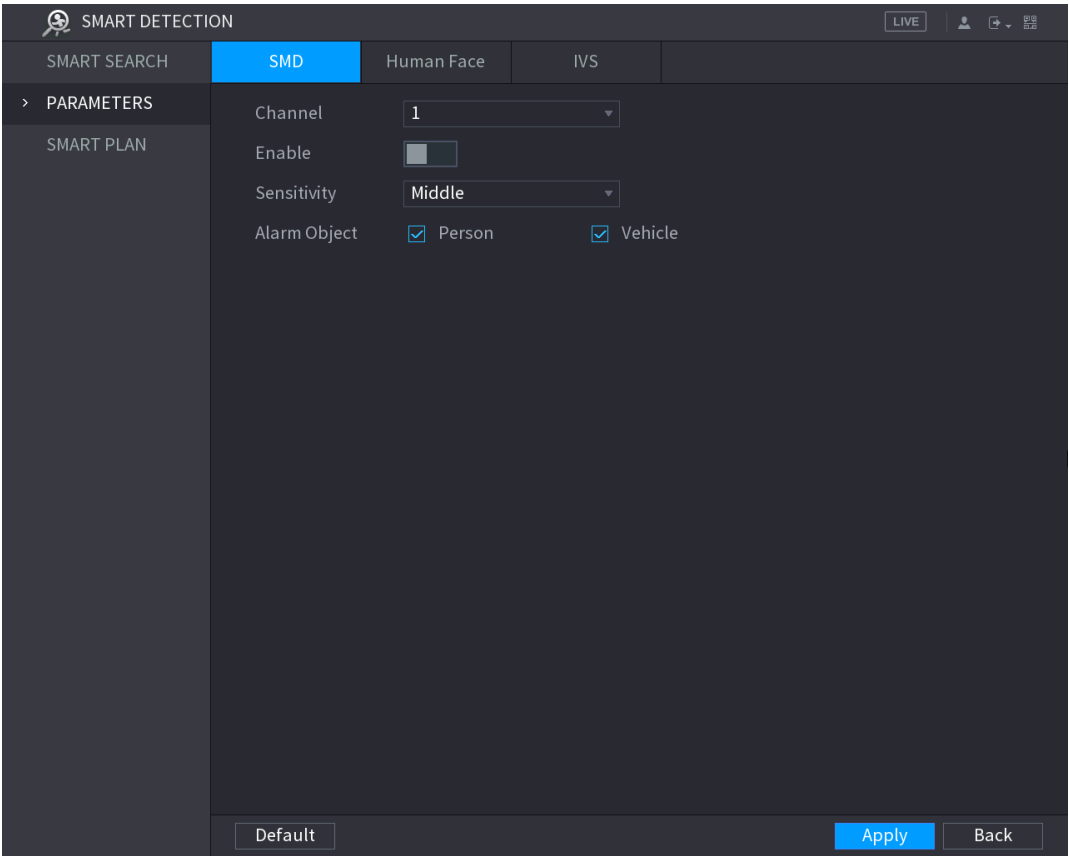 SMART DETECTION
LIVE
SMART SEARCH
SMD
Human Face
IVS
PARAMETERS
SMART PLAN
Channel 1
Enable
Sensitivity Middle
Alarm Object Person Vehicle
Default
Apply
Back